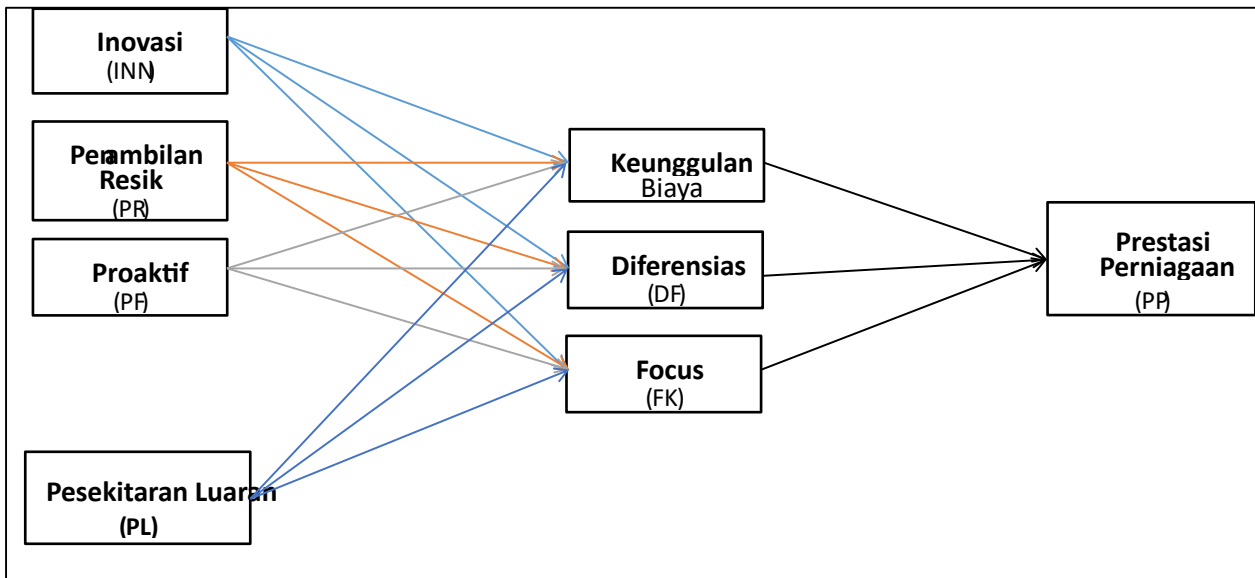 Inovasi
(INN)
Perambilan
Resik
(PR)
Proaktif
(PF)
Pesekitaran Luaran
(PL)
Keunggulan
Biaya
Diferensias
(DF)
Focus
(FK)
Prestasi
Perniagaan
(PP)